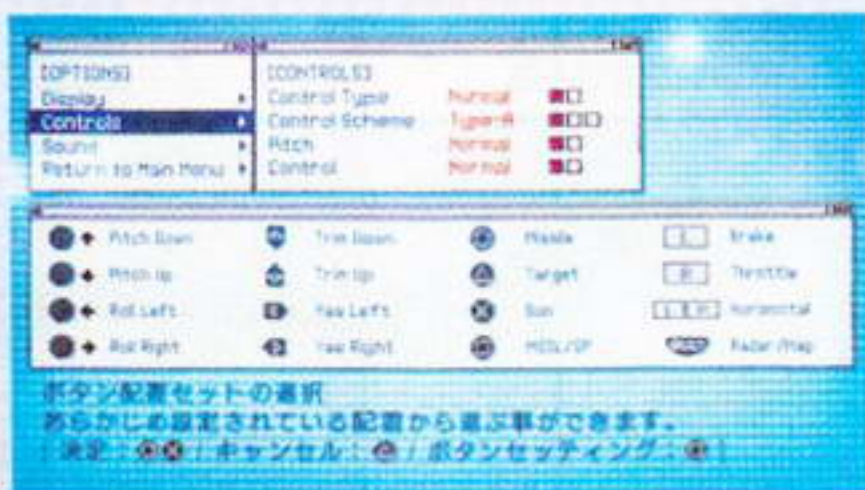 [OPTIONS]
Display
Controls
Sound
Return to Main Menu
[CONTROLS]
Control Type Normal
Control Scheme Type-A
Pitch Normal
Control Normal
Pitch Down
Pitch Up
Roll Left
Roll Right
Trim Down
Trim Up
Yaw Left
Yaw Right
Missile
Target
Gun
MISL/SP
L Brake
R Throttle
L R Horizontal
Radar/Map
ボタン配置セットの選択
あらかじめ設定されている配置から選ぶ事ができます。
[ 決定: / キャンセル: / ボタンセッティング: ]